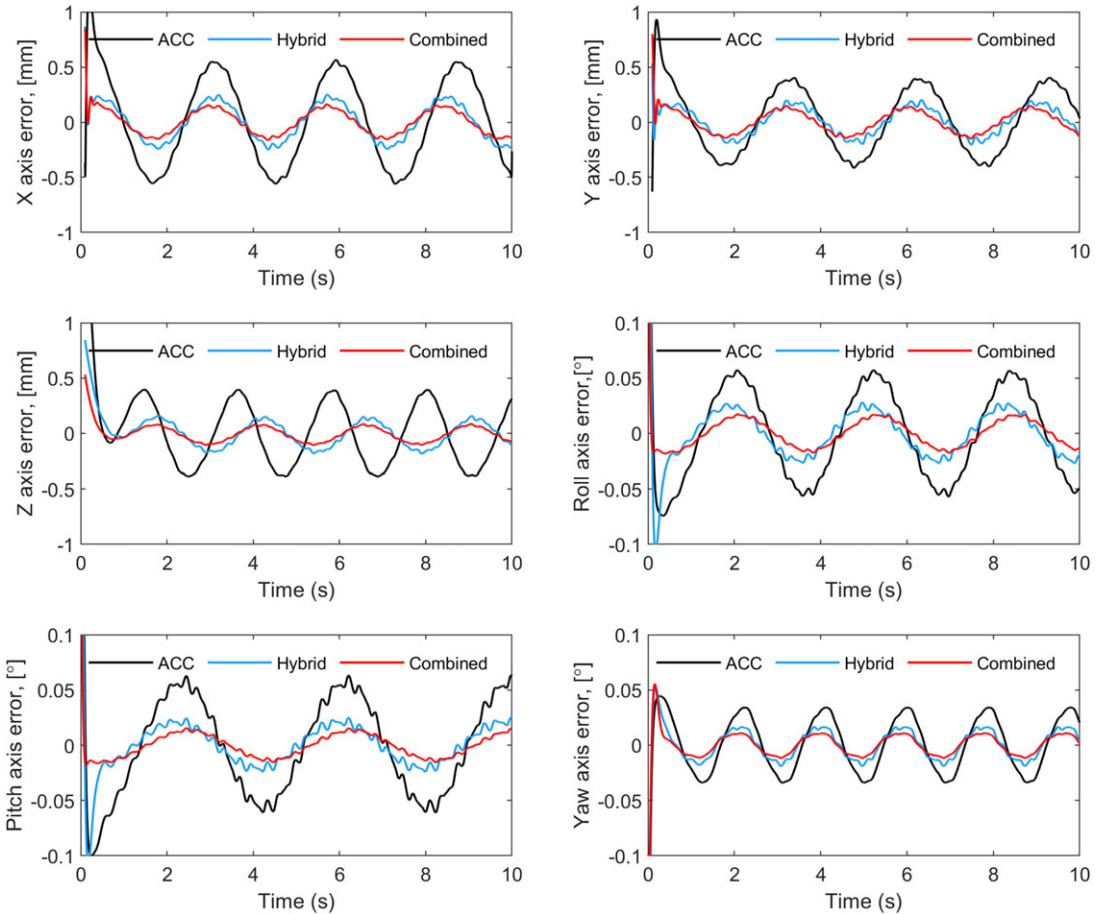 X axis error, [mm]
1
0.5
0
-0.5
-1
ACC Hybrid Combined
0 2 4 6 8 10
Time (s)
Y axis error, [mm]
1
0.5
0
-0.5
-1
ACC Hybrid Combined
0 2 4 6 8 10
Time (s)
Z axis error, [mm]
1
0.5
0
-0.5
-1
ACC Hybrid Combined
0 2 4 6 8 10
Time (s)
Roll axis error,[°]
0.1
0.05
0
-0.05
-0.1
ACC Hybrid Combined
0 2 4 6 8 10
Time (s)
Pitch axis error, [°]
0.1
0.05
0
-0.05
-0.1
ACC Hybrid Combined
0 2 4 6 8 10
Time (s)
Yaw axis error, [°]
0.1
0.05
0
-0.05
-0.1
ACC Hybrid Combined
0 2 4 6 8 10
Time (s)